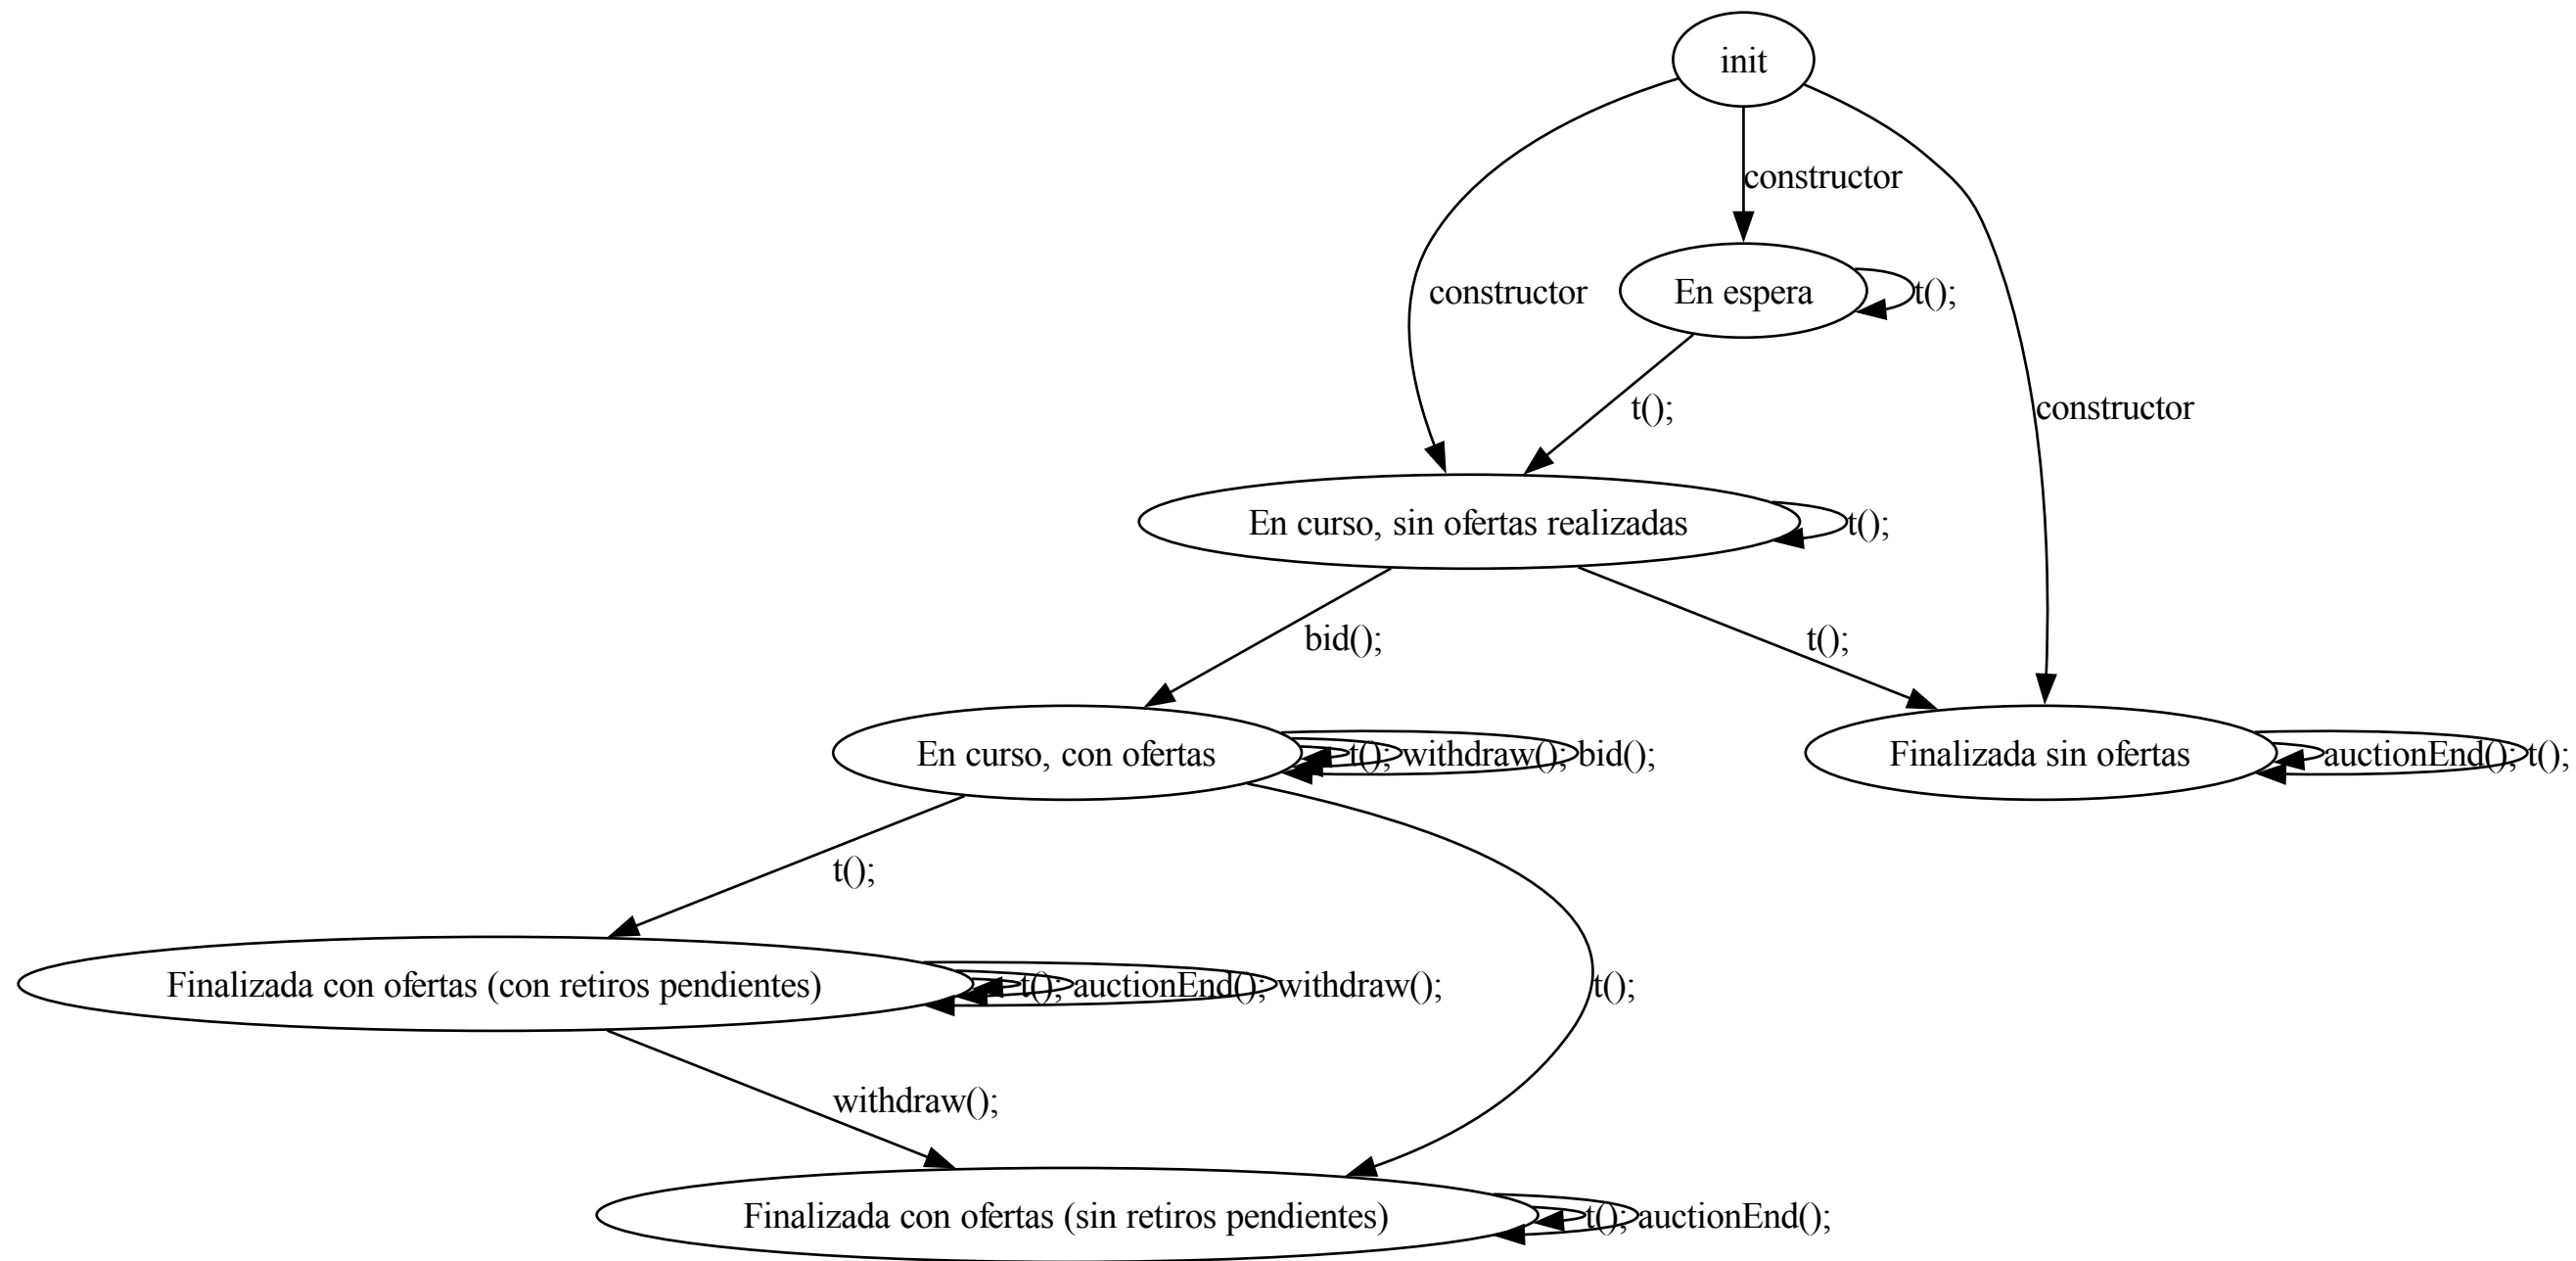 init
constructor
constructor
En espera
t();
constructor
t();
En curso, sin ofertas realizadas
t();
bid();
t();
En curso, con ofertas
t();
withdraw();
bid();
Finalizada sin ofertas
auctionEnd();
t();
t();
Finalizada con ofertas (con retiros pendientes)
t();
auctionEnd();
withdraw();
t();
withdraw();
Finalizada con ofertas (sin retiros pendientes)
t();
auctionEnd();